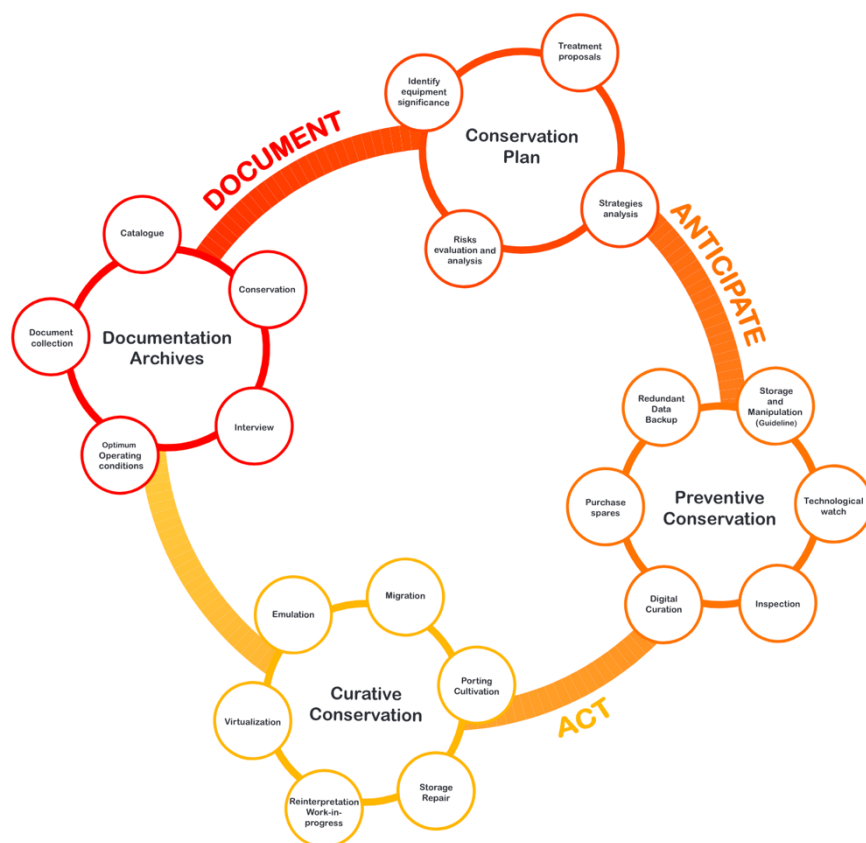 DOCUMENT
Identify
equipment
significance
Treatment
proposals
Conservation
Plan
Strategies
analysis
Risks
evaluation and
analysis
ANTICIPATE
Catalogue
Conservation
Document
collection
Documentation
Archives
Interview
Optimum
Operating
conditions
Redundant
Data
Backup
Storage
and
Manipulation
(Guideline)
Purchase
spares
Preventive
Conservation
Technological
watch
Digital
Curation
Inspection
ACT
Emulation
Migration
Porting
Cultivation
Curative
Conservation
Virtualization
Storage
Repair
Reinterpretation
Work-in-
progress